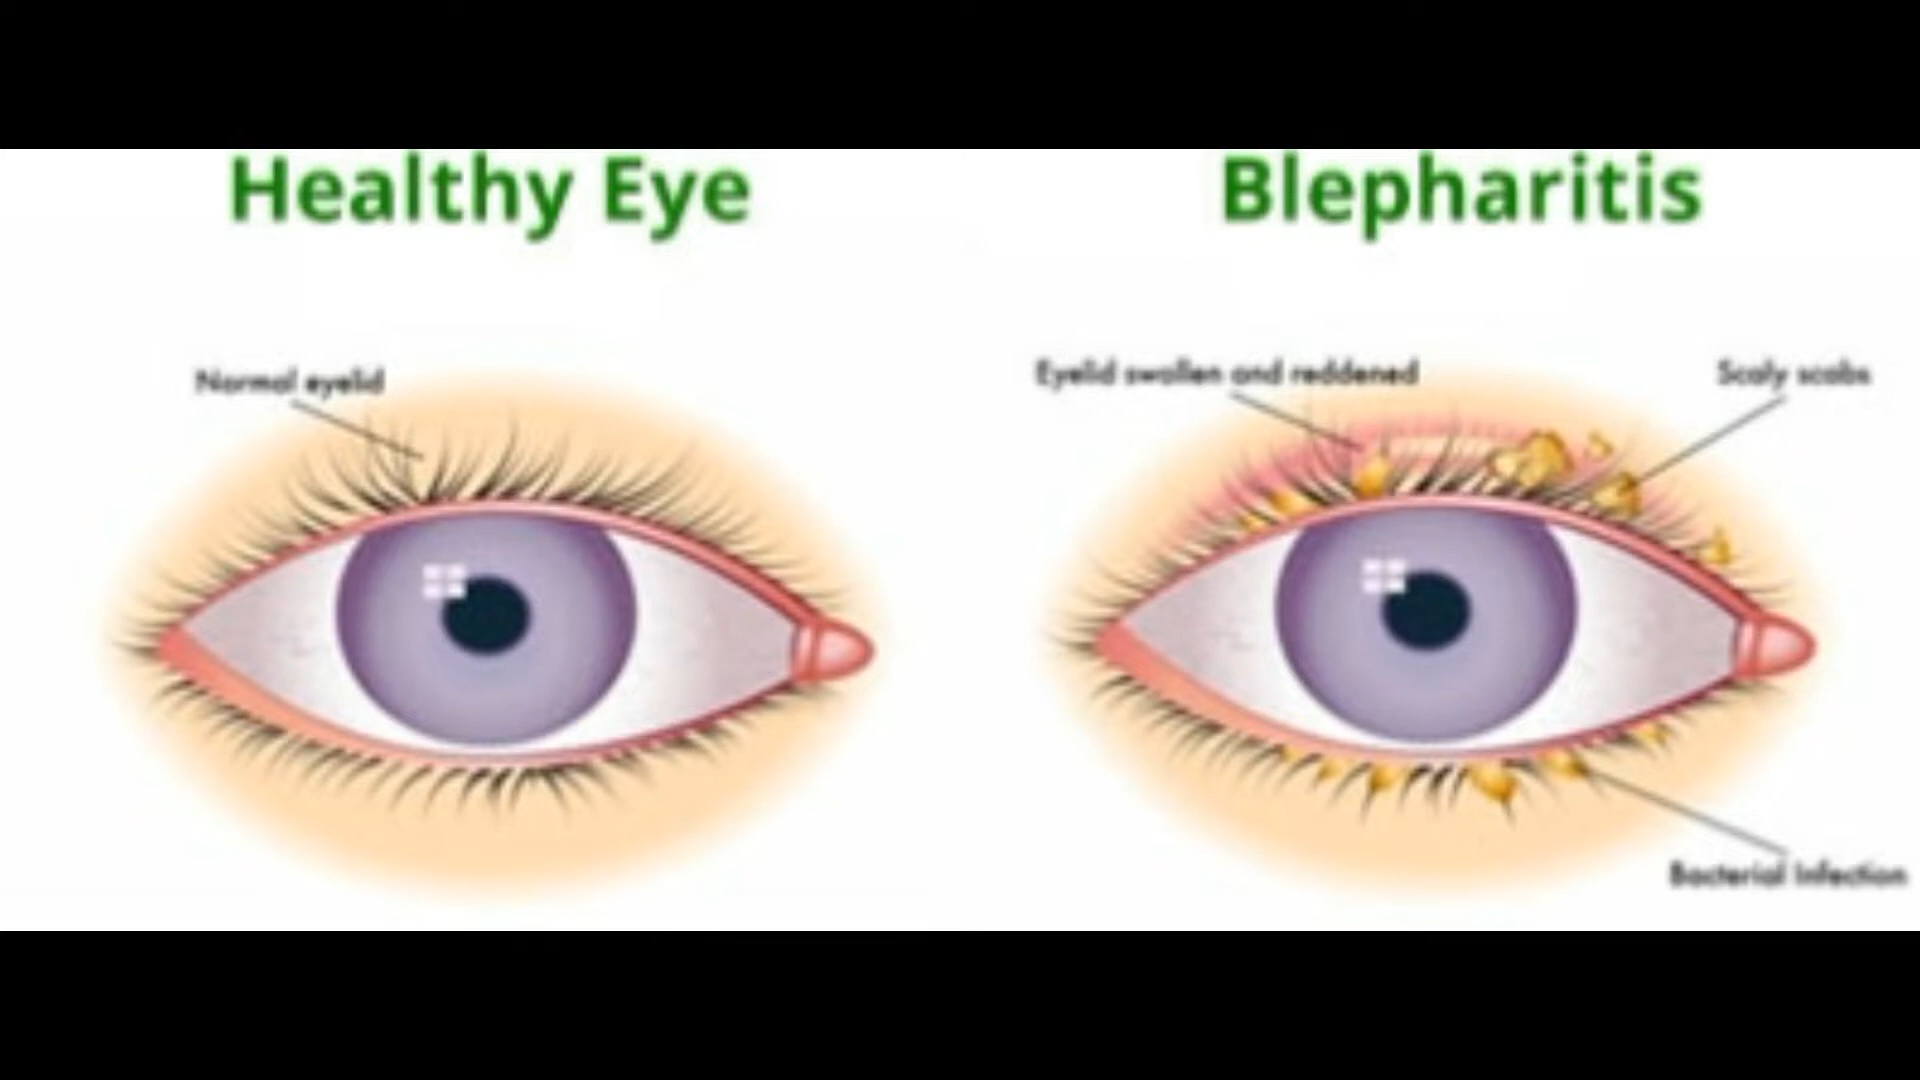 Healthy Eye
Blepharitis
Normal eyelid
Eyelid swollen and reddened
Scaly scabs
Bacterial Infection